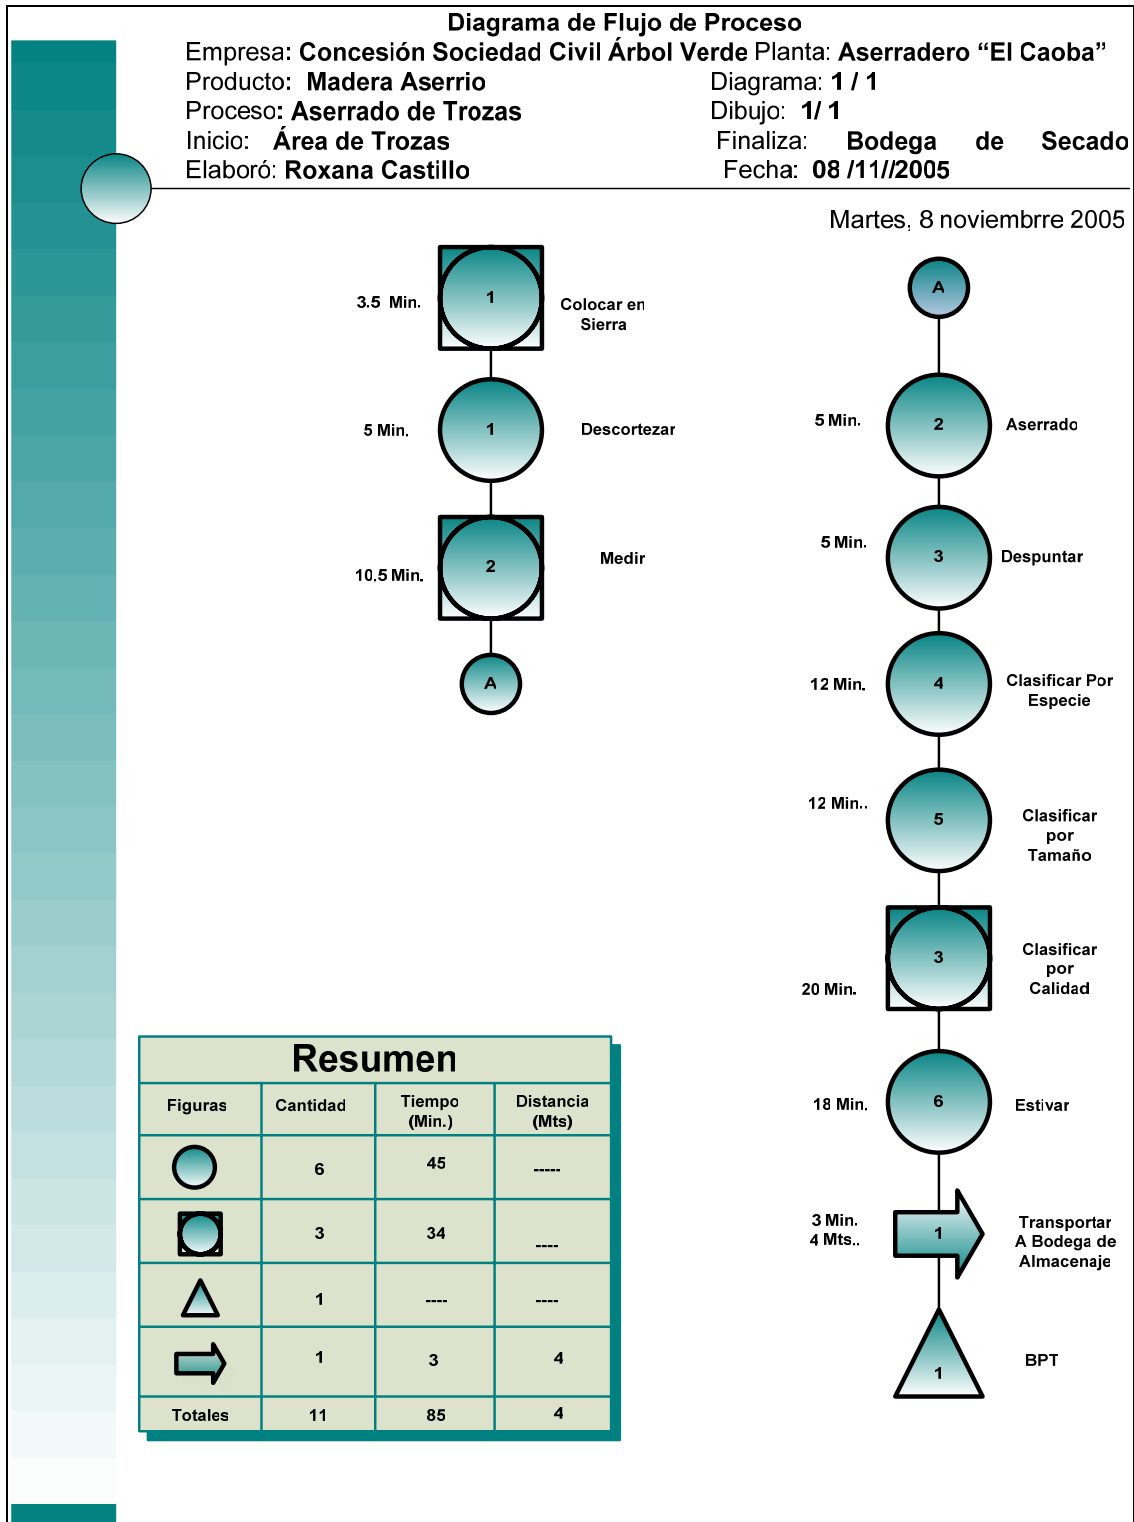 Diagrama de Flujo de Proceso
Empresa: Concesión Sociedad Civil Árbol Verde Planta: Aserradero “El Caoba”
Producto: Madera Aserrio Diagrama: 1 / 1
Proceso: Aserrado de Trozas Dibujo: 1/ 1
Inicio: Área de Trozas Finaliza: Bodega de Secado
Elaboró: Roxana Castillo Fecha: 08 /11//2005
Martes, 8 noviembrre 2005
3.5 Min.
1
Colocar en
Sierra
5 Min.
1
Descortezar
10.5 Min.
2
Medir
A
A
5 Min.
2
Aserrado
5 Min.
3
Despuntar
12 Min.
4
Clasificar Por
Especie
12 Min..
5
Clasificar
por
Tamaño
20 Min.
3
Clasificar
por
Calidad
18 Min.
6
Estivar
3 Min.
4 Mts..
1
Transportar
A Bodega de
Almacenaje
1
BPT
Resumen
Figuras Cantidad Tiempo (Min.) Distancia (Mts)
6 45 -----
3 34 ----
1 ---- ----
1 3 4
Totales 11 85 4